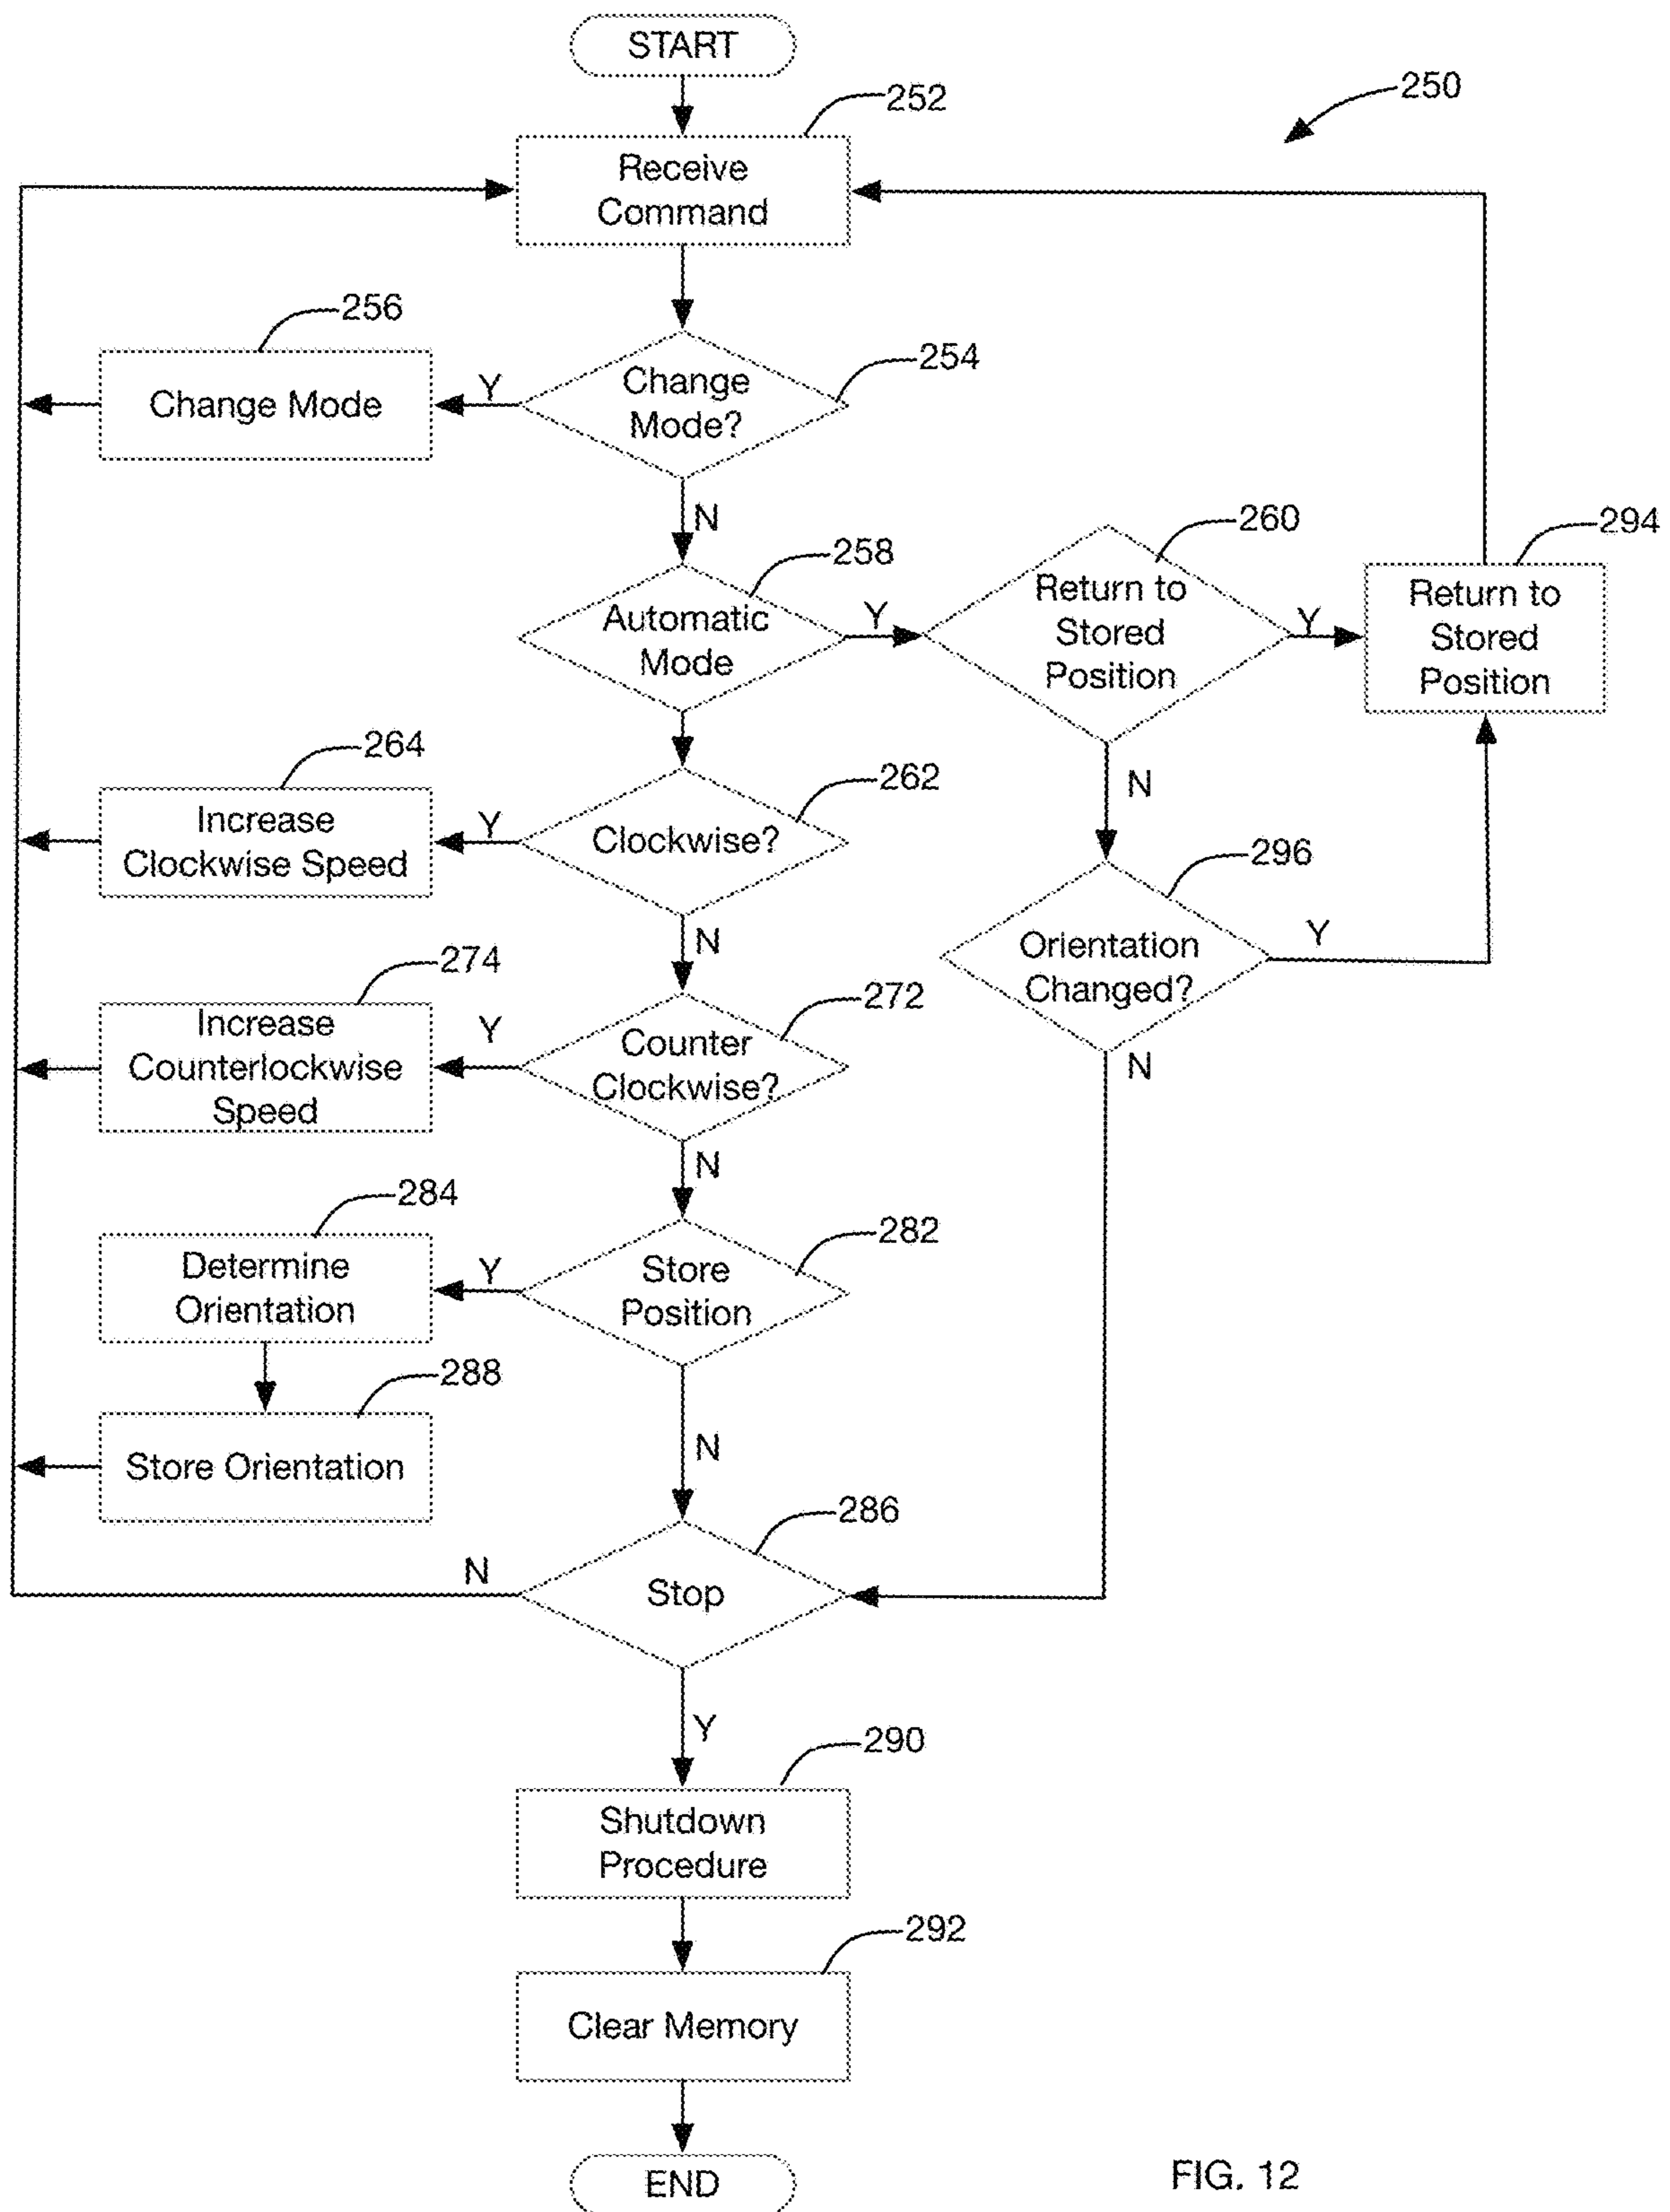 START
252
250
Receive
Command
256
254
Change Mode
Y
Change
Mode?
N
258
260
294
Automatic
Mode
Y
Return to
Stored
Position
Y
Return to
Stored
Position
264
262
N
Increase
Clockwise Speed
Y
Clockwise?
296
N
Orientation
Changed?
Y
274
272
Increase
Counterlockwise
Speed
Y
Counter
Clockwise?
N
N
284
282
Determine
Orientation
Y
Store
Position
288
Store Orientation
N
286
N
Stop
Y
290
Shutdown
Procedure
292
Clear Memory
END
FIG. 12